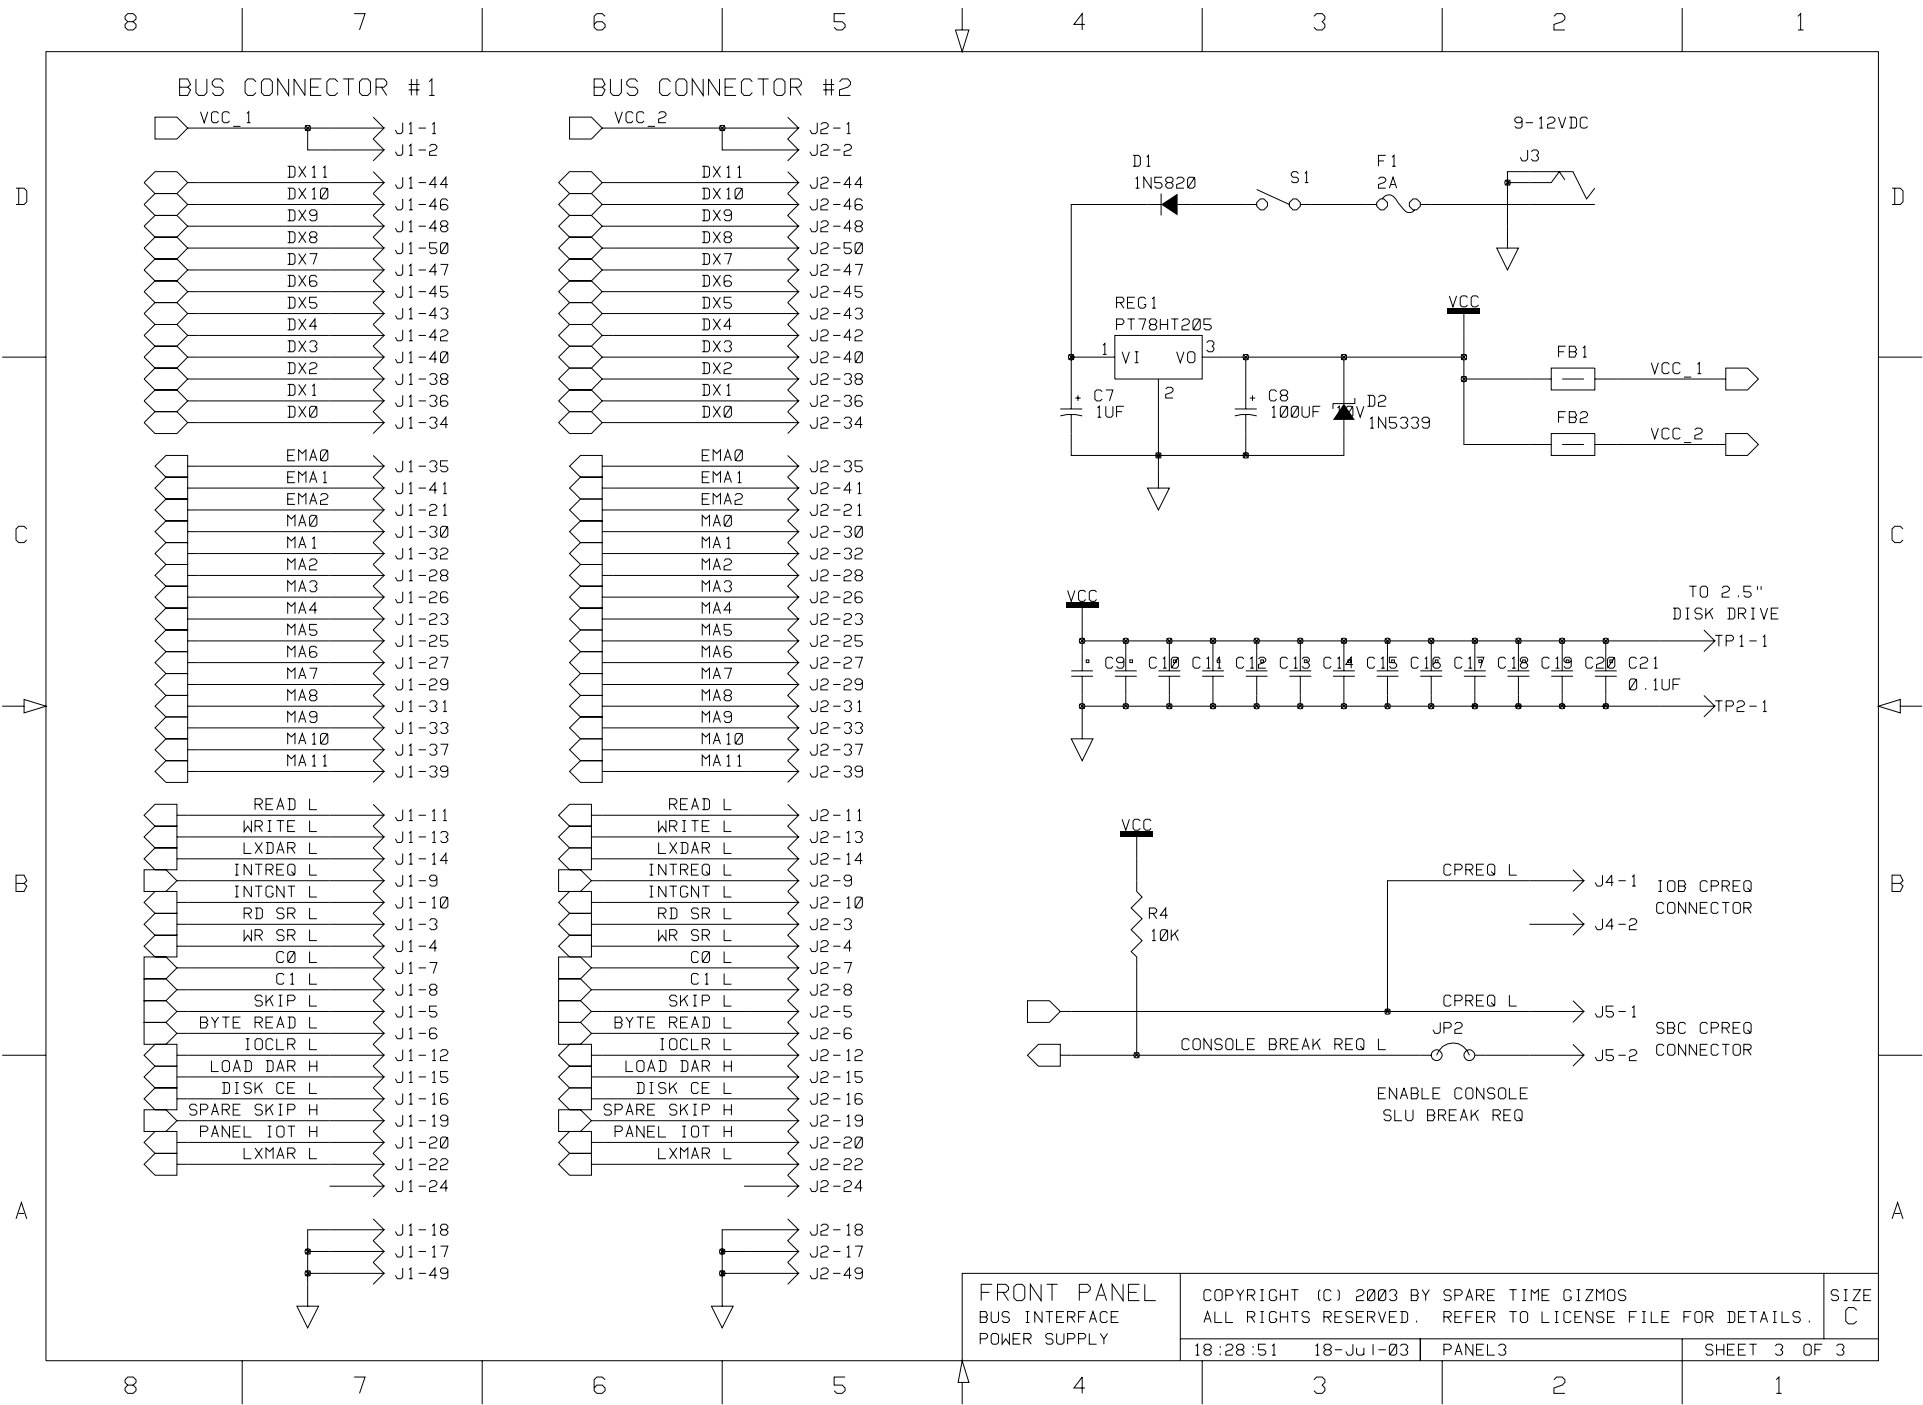 8 7 6 5 4 3 2 1
D
C
B
A
BUS CONNECTOR #1
VCC_1 J1-1
J1-2
DX11 J1-44
DX10 J1-46
DX9 J1-48
DX8 J1-50
DX7 J1-47
DX6 J1-45
DX5 J1-43
DX4 J1-42
DX3 J1-40
DX2 J1-38
DX1 J1-36
DX0 J1-34
EMA0 J1-35
EMA1 J1-41
EMA2 J1-21
MA0 J1-30
MA1 J1-32
MA2 J1-28
MA3 J1-26
MA4 J1-23
MA5 J1-25
MA6 J1-27
MA7 J1-29
MA8 J1-31
MA9 J1-33
MA10 J1-37
MA11 J1-39
READ L J1-11
WRITE L J1-13
LXDAR L J1-14
INTREQ L J1-9
INTGNT L J1-10
RD SR L J1-3
WR SR L J1-4
C0 L J1-7
C1 L J1-8
SKIP L J1-5
BYTE READ L J1-6
IOCLR L J1-12
LOAD DAR H J1-15
DISK CE L J1-16
SPARE SKIP H J1-19
PANEL IOT H J1-20
LXMAR L J1-22
J1-24
J1-18
J1-17
J1-49
BUS CONNECTOR #2
VCC_2 J2-1
J2-2
DX11 J2-44
DX10 J2-46
DX9 J2-48
DX8 J2-50
DX7 J2-47
DX6 J2-45
DX5 J2-43
DX4 J2-42
DX3 J2-40
DX2 J2-38
DX1 J2-36
DX0 J2-34
EMA0 J2-35
EMA1 J2-41
EMA2 J2-21
MA0 J2-30
MA1 J2-32
MA2 J2-28
MA3 J2-26
MA4 J2-23
MA5 J2-25
MA6 J2-27
MA7 J2-29
MA8 J2-31
MA9 J2-33
MA10 J2-37
MA11 J2-39
READ L J2-11
WRITE L J2-13
LXDAR L J2-14
INTREQ L J2-9
INTGNT L J2-10
RD SR L J2-3
WR SR L J2-4
C0 L J2-7
C1 L J2-8
SKIP L J2-5
BYTE READ L J2-6
IOCLR L J2-12
LOAD DAR H J2-15
DISK CE L J2-16
SPARE SKIP H J2-19
PANEL IOT H J2-20
LXMAR L J2-22
J2-24
J2-18
J2-17
J2-49
9-12VDC
J3
D1
1N5820
S1
F1
2A
REG1
PT78HT205
1 VI VO 3
2
VCC
+ C7
1UF
+ C8
100UF 10V
D2
1N5339
FB1
VCC_1
FB2
VCC_2
VCC
TO 2.5"
DISK DRIVE
TP1-1
C9 C10 C11 C12 C13 C14 C15 C16 C17 C18 C19 C20 C21
0.1UF
TP2-1
VCC
R4
10K
CPREQ L J4-1
IOB CPREQ
CONNECTOR
J4-2
CPREQ L J5-1
SBC CPREQ
CONNECTOR
JP2
CONSOLE BREAK REQ L J5-2
ENABLE CONSOLE
SLU BREAK REQ
FRONT PANEL
BUS INTERFACE
POWER SUPPLY
COPYRIGHT (C) 2003 BY SPARE TIME GIZMOS
ALL RIGHTS RESERVED. REFER TO LICENSE FILE FOR DETAILS.
SIZE
C
18:28:51 18-Jul-03 PANEL3 SHEET 3 OF 3
D
C
B
A
8 7 6 5 4 3 2 1